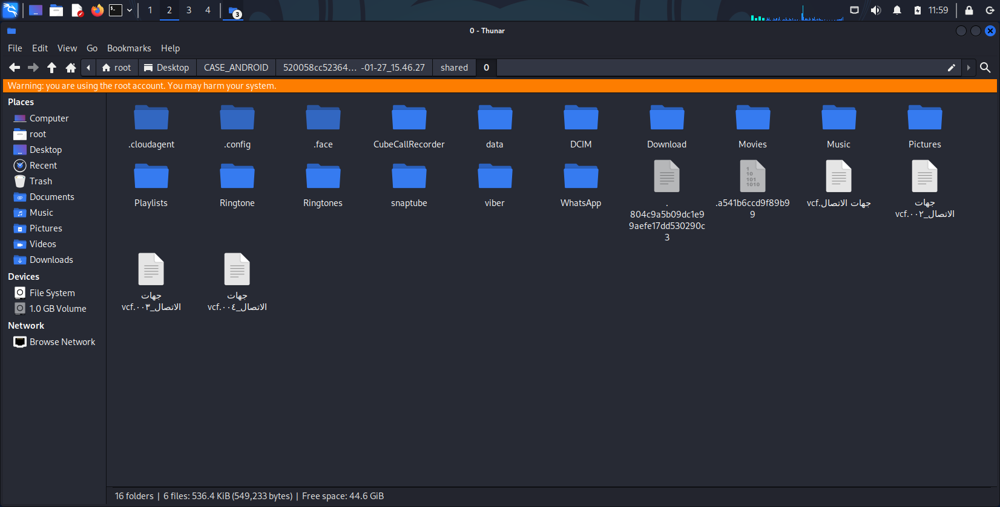 1 2 3 4 3 11:59
0 - Thunar
File Edit View Go Bookmarks Help
root Desktop CASE_ANDROID 520058cc52364... -01-27_15.46.27 shared 0
Warning: you are using the root account. You may harm your system.
Places
Computer
root
Desktop
Recent
Trash
Documents
Music
Pictures
Videos
Downloads
Devices
File System
1.0 GB Volume
Network
Browse Network
.cloudagent .config .face CubeCallRecorder data DCIM Download Movies Music Pictures
Playlists Ringtone Ringtones snaptube viber WhatsApp
.
804c9a5b09dc1e9
9aefe17dd530290c
3
1
10
101
1010
.a541b6ccd9f89b9
9
جهات الاتصال.vcf
جهات
الاتصال_٠٠٢.vcf
جهات
الاتصال_٠٠٣.vcf
جهات
الاتصال_٠٠٤.vcf
16 folders | 6 files: 536.4 KiB (549,233 bytes) | Free space: 44.6 GiB